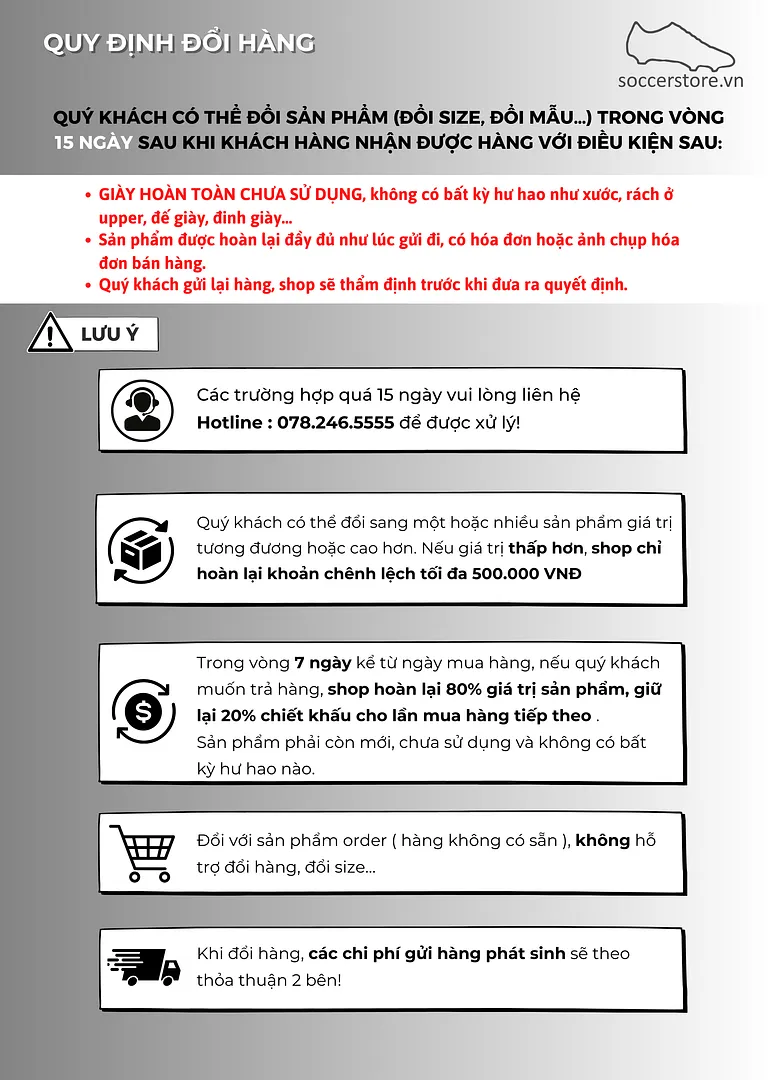 QUY ĐỊNH ĐỔI HÀNG
soccerstore.vn
QUÝ KHÁCH CÓ THỂ ĐỔI SẢN PHẨM (ĐỔI SIZE, ĐỔI MẪU...) TRONG VÒNG
15 NGÀY SAU KHI KHÁCH HÀNG NHẬN ĐƯỢC HÀNG VỚI ĐIỀU KIỆN SAU:
• GIÀY HOÀN TOÀN CHƯA SỬ DỤNG, không có bất kỳ hư hao như xước, rách ở
upper, đế giày, đinh giày...
• Sản phẩm được hoàn lại đầy đủ như lúc gửi đi, có hóa đơn hoặc ảnh chụp hóa
đơn bán hàng.
• Quý khách gửi lại hàng, shop sẽ thẩm định trước khi đưa ra quyết định.
LƯU Ý
Các trường hợp quá 15 ngày vui lòng liên hệ
Hotline : 078.246.5555 để được xử lý!
Quý khách có thể đổi sang một hoặc nhiều sản phẩm giá trị
tương đương hoặc cao hơn. Nếu giá trị thấp hơn, shop chỉ
hoàn lại khoản chênh lệch tối đa 500.000 VNĐ
Trong vòng 7 ngày kể từ ngày mua hàng, nếu quý khách
muốn trả hàng, shop hoàn lại 80% giá trị sản phẩm, giữ
lại 20% chiết khấu cho lần mua hàng tiếp theo .
Sản phẩm phải còn mới, chưa sử dụng và không có bất
kỳ hư hao nào.
Đổi với sản phẩm order ( hàng không có sẵn ), không hỗ
trợ đổi hàng, đổi size...
Khi đổi hàng, các chi phí gửi hàng phát sinh sẽ theo
thỏa thuận 2 bên!